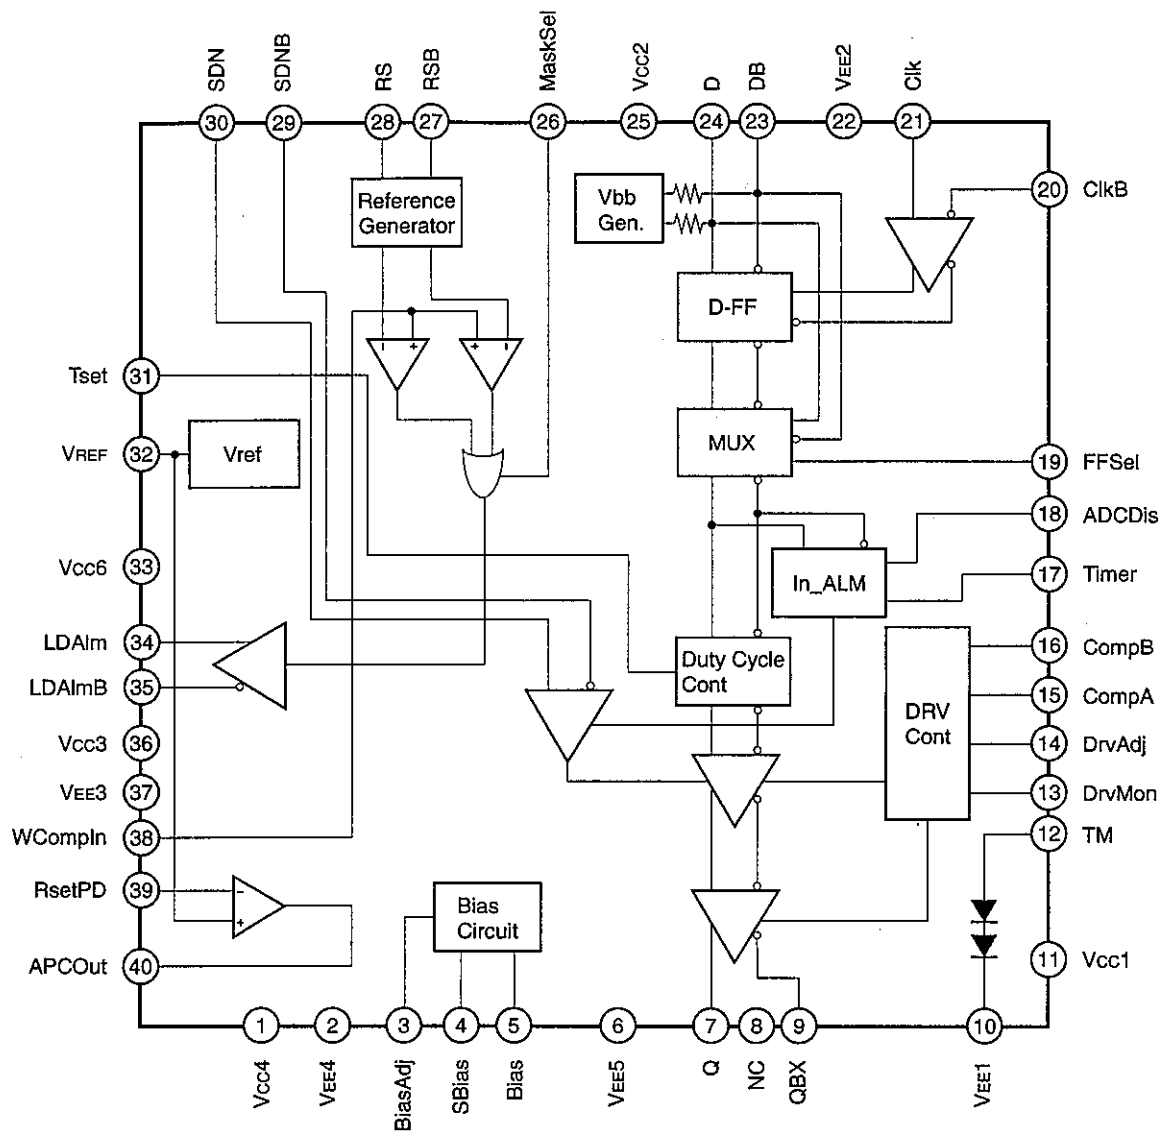 SDN
SDNB
RS
RSB
MaskSel
Vcc2
D
DB
VEE2
Clk
30
29
28
27
26
25
24
23
22
21
20
ClkB
Reference
Generator
Vbb
Gen.
D-FF
- +
+ -
Tset
31
VREF
32
Vref
MUX
19
FFSel
18
ADCDis
Vcc6
33
In_ALM
17
Timer
LDAlm
34
LDAlmB
35
Duty Cycle
Cont
16
CompB
15
CompA
DRV
Cont
Vcc3
36
14
DrvAdj
VEE3
37
13
DrvMon
WCompIn
38
12
TM
RsetPD
39
-
+
Bias
Circuit
APCOut
40
11
Vcc1
1
2
3
4
5
6
7
8
9
10
Vcc4
VEE4
BiasAdj
SBias
Bias
VEE5
Q
NC
QBX
VEE1